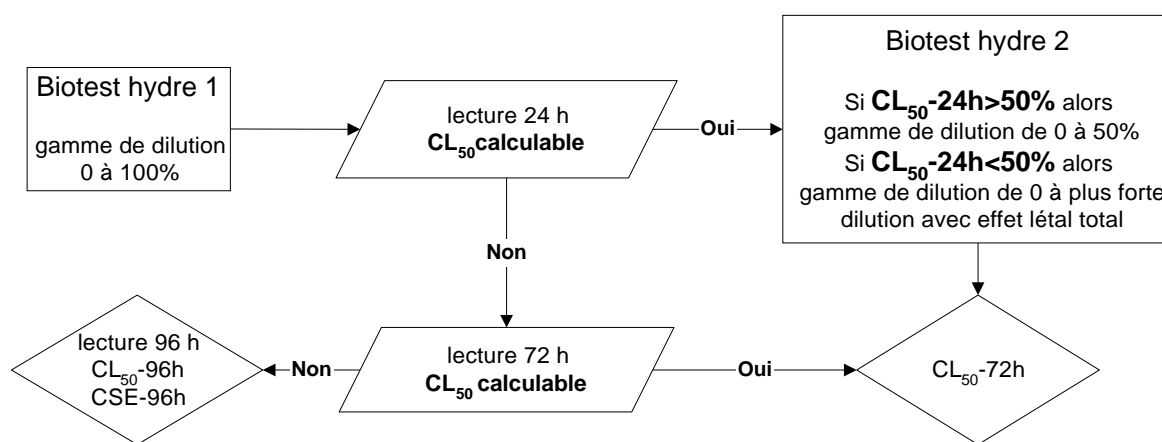 Biotest hydre 1
gamme de dilution
0 à 100%
lecture 24 h
CL50 calculable
Oui
Biotest hydre 2
Si CL50-24h>50% alors
gamme de dilution de 0 à 50%
Si CL50-24h<50% alors
gamme de dilution de 0 à plus forte
dilution avec effet létal total
Non
lecture 96 h
CL50-96h
CSE-96h
Non
lecture 72 h
CL50 calculable
Oui
CL50-72h